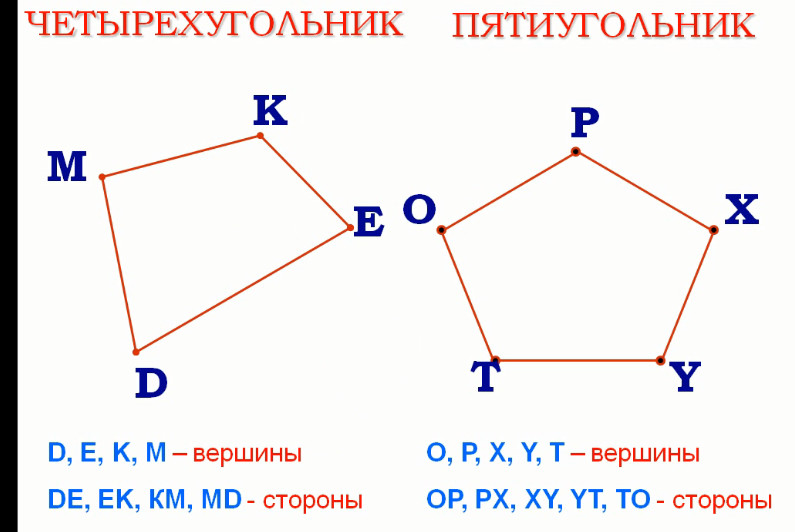 ЧЕТЫРЕХУГОЛЬНИК
ПЯТИУГОЛЬНИК
K
P
M
E
O
X
D
T
Y
D, E, K, M – вершины
DE, EK, KM, MD - стороны
O, P, X, Y, T – вершины
OP, PX, XY, YT, TO - стороны